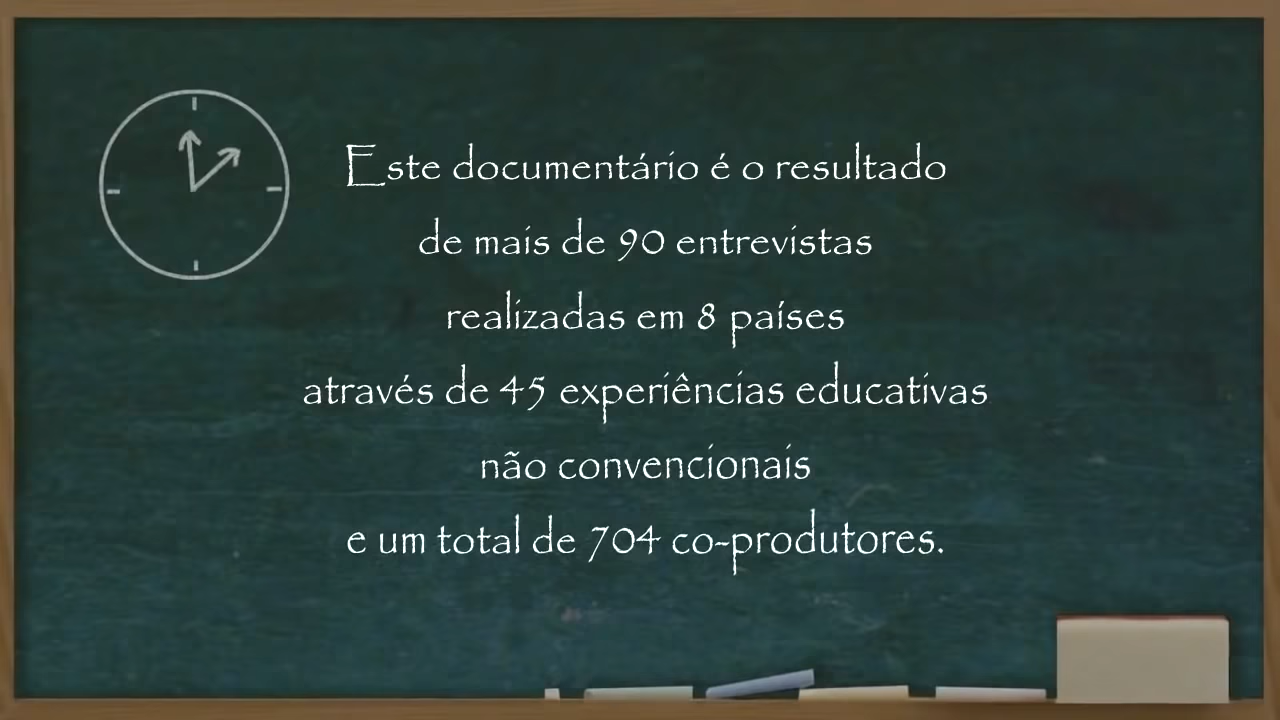 Este documentário é o resultado
de mais de 90 entrevistas
realizadas em 8 países
através de 45 experiências educativas
não convencionais
e um total de 704 co-produtores.